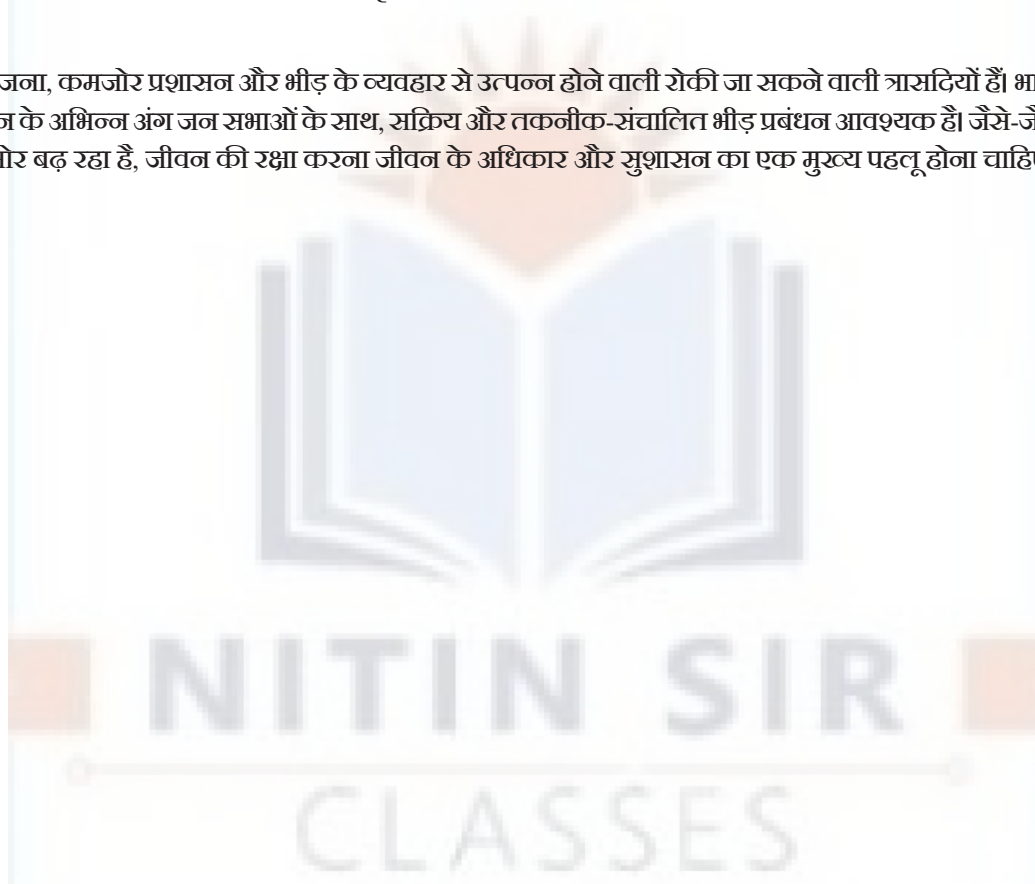 जना, कमजोर प्रशासन और भीड़ के व्यवहार से उत्पन्न होने वाली रोकी जा सकने वाली त्रासदियों हैं। भा
न के अभिन्न अंग जन सभाओं के साथ, सक्रिय और तकनीक-संचालित भीड़ प्रबंधन आवश्यक है। जैसे-जै
ओर बढ़ रहा है, जीवन की रक्षा करना जीवन के अधिकार और सुशासन का एक मुख्य पहलू होना चाहिए
NITIN SIR
CLASSES